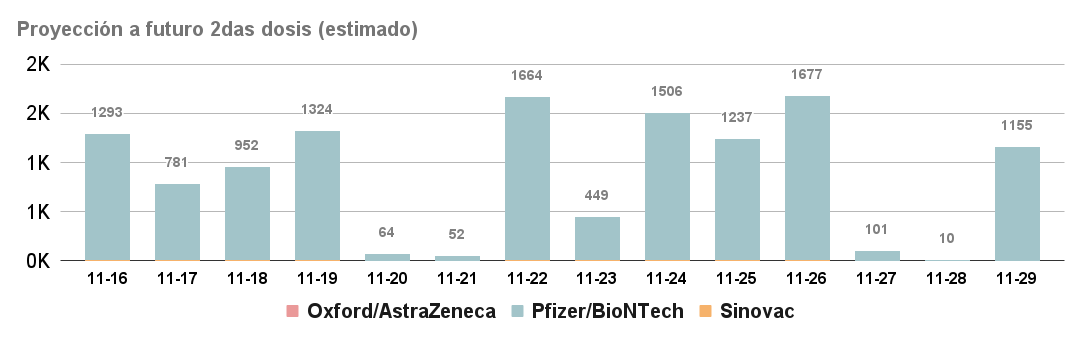 Proyección a futuro 2das dosis (estimado)
2K
2K
1K
1K
0K
1293
781
952
1324
64
52
1664
449
1506
1237
1677
101
10
1155
11-16 11-17 11-18 11-19 11-20 11-21 11-22 11-23 11-24 11-25 11-26 11-27 11-28 11-29
Oxford/AstraZeneca Pfizer/BioNTech Sinovac